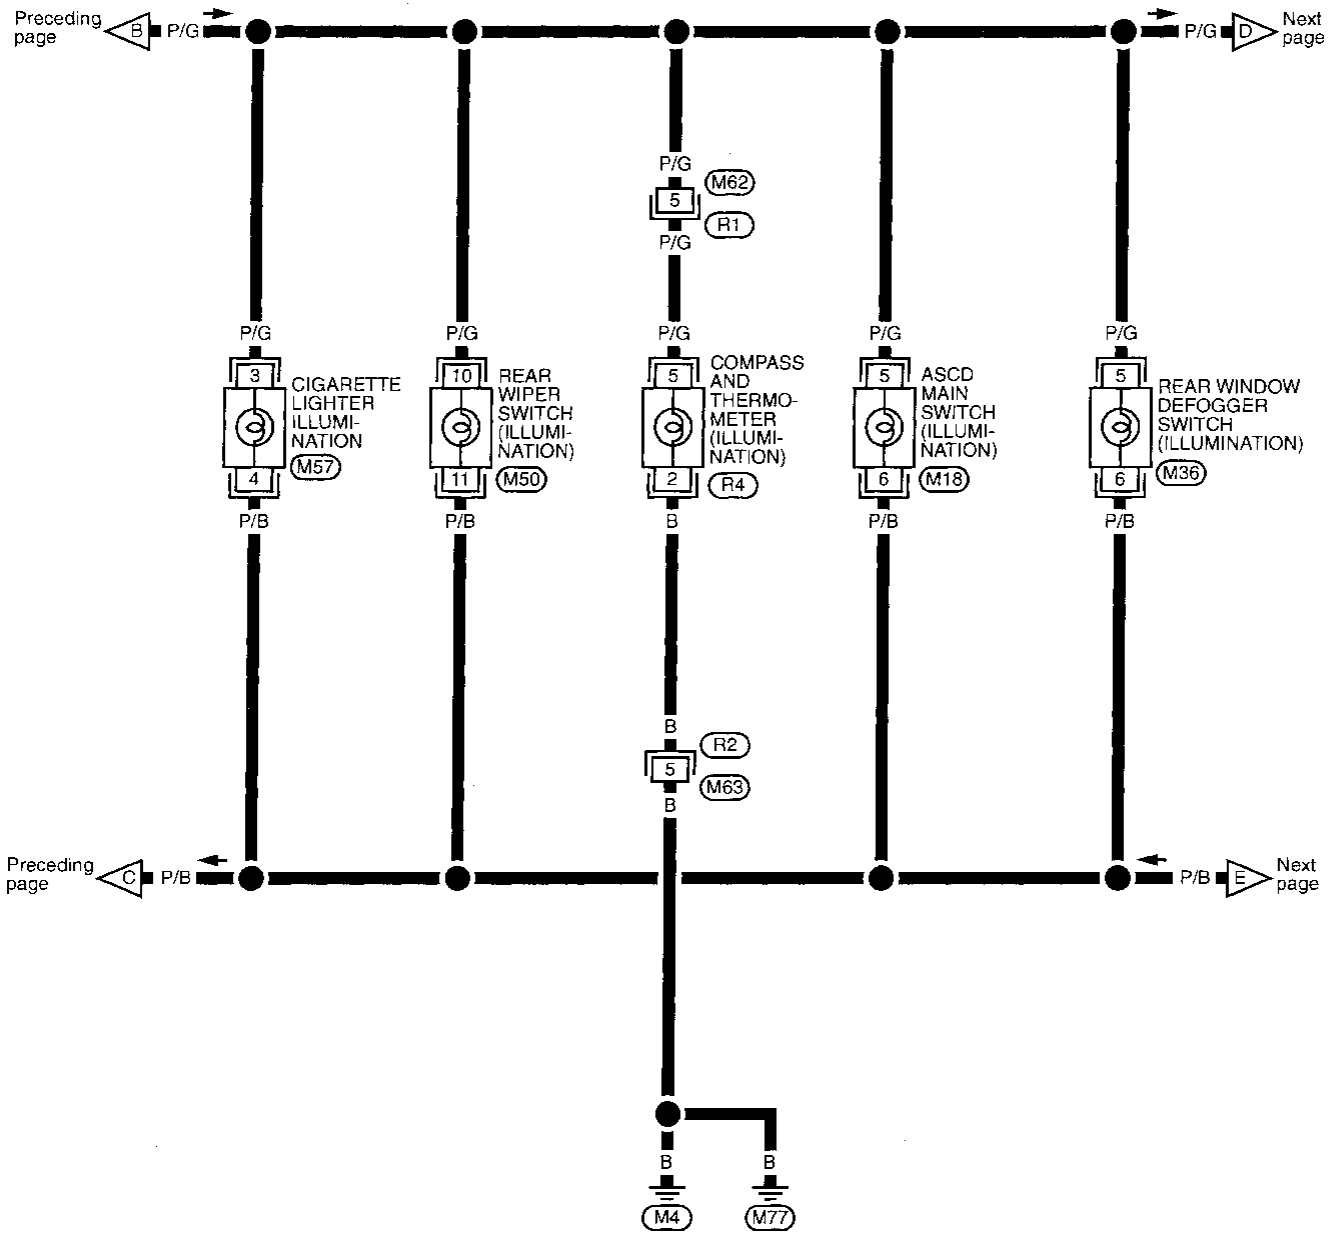 Preceding
page
B
P/G
P/G
D
Next
page
P/G
5
M62
R1
P/G
P/G
P/G
P/G
P/G
P/G
3
4
CIGARETTE
LIGHTER
ILLUMI-
NATION
M57
10
11
REAR
WIPER
SWITCH
(ILLUMI-
NATION)
M50
5
2
COMPASS
AND
THERMO-
METER
(ILLUMI-
NATION)
R4
5
6
ASCD
MAIN
SWITCH
(ILLUMI-
NATION)
M18
5
6
REAR WINDOW
DEFOGGER
SWITCH
(ILLUMINATION)
M36
P/B
P/B
B
P/B
P/B
B
R2
5
M63
B
Preceding
page
C
P/B
P/B
E
Next
page
B
B
M4
M77